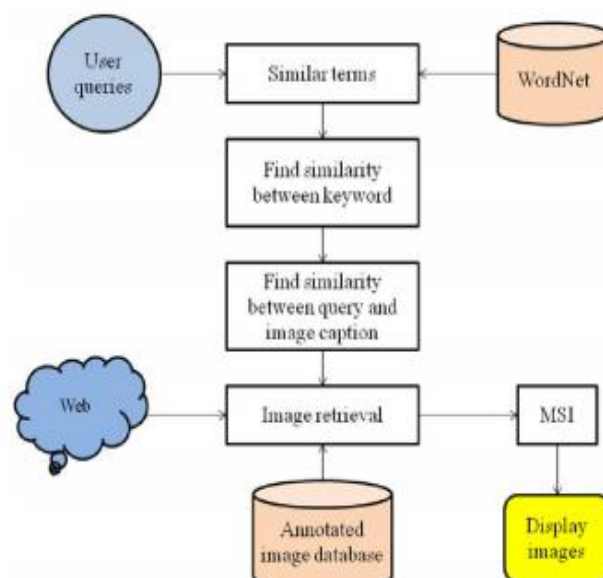 User
queries
Similar terms
WordNet
Find similarity
between keyword
Find similarity
between query and
image caption
Web
Image retrieval
MSI
Annotated
image database
Display
images